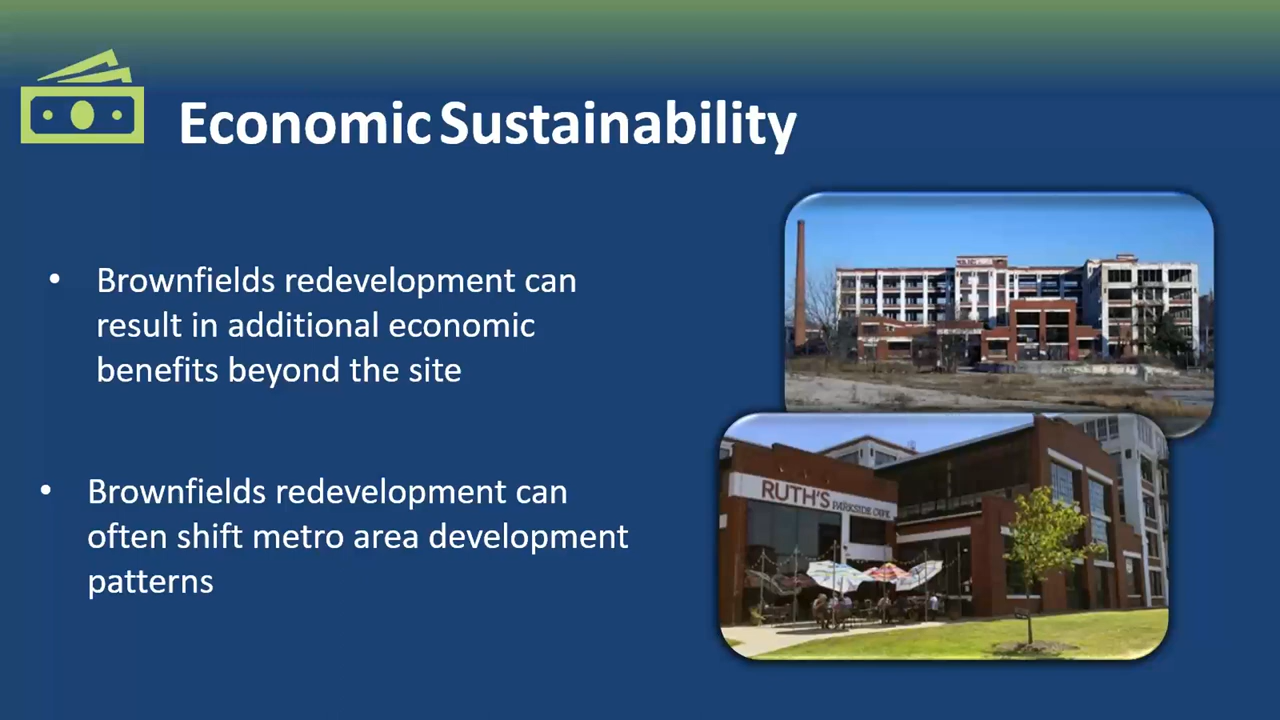 Economic Sustainability
• Brownfields redevelopment can
result in additional economic
benefits beyond the site
• Brownfields redevelopment can
often shift metro area development
patterns
RUTH'S PARKSIDE CAFE